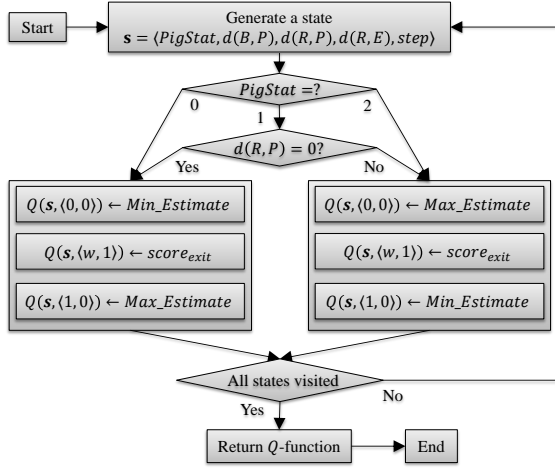 Start
Generate a state
s = ⟨PigStat, d(B, P), d(R, P), d(R, E), step⟩
PigStat =?
0
1
2
d(R, P) = 0?
Yes
No
Q(s, ⟨0, 0⟩) ← Min_Estimate
Q(s, ⟨w, 1⟩) ← score_exit
Q(s, ⟨1, 0⟩) ← Max_Estimate
Q(s, ⟨0, 0⟩) ← Max_Estimate
Q(s, ⟨w, 1⟩) ← score_exit
Q(s, ⟨1, 0⟩) ← Min_Estimate
All states visited
No
Yes
Return Q-function
End